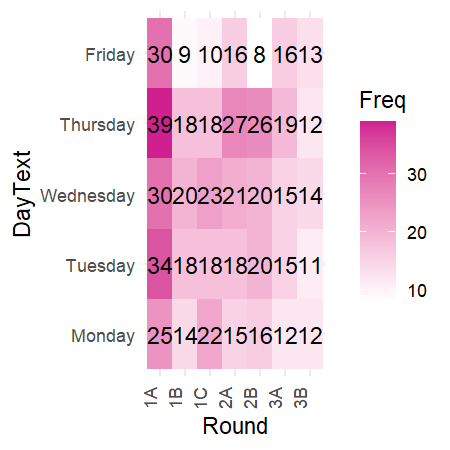 Friday 30 9 10 16 8 16 13
Thursday 39 18 18 27 26 19 12
Wednesday 30 20 23 21 20 15 14
Tuesday 34 18 18 18 20 15 11
Monday 25 14 22 15 16 12 12
1A 1B 1C 2A 2B 3A 3B
Round
DayText
Freq
30
20
10